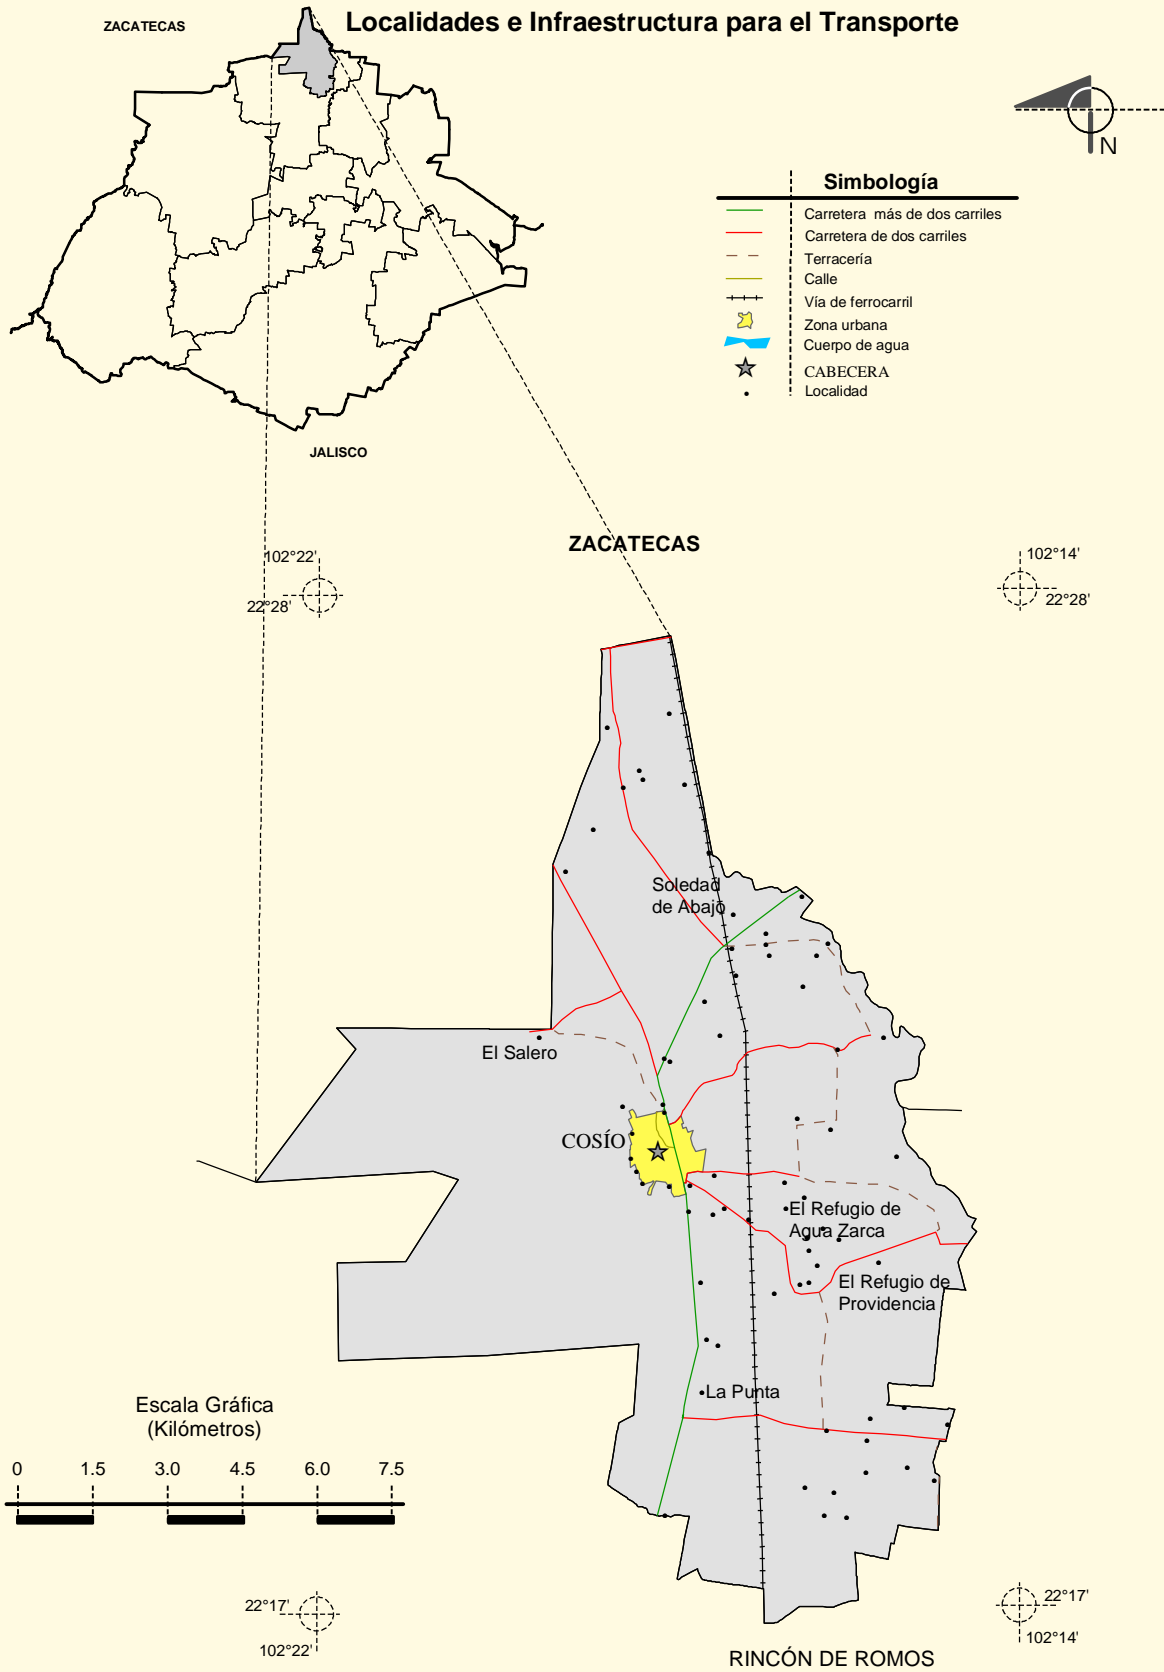 Localidades e Infraestructura para el Transporte
ZACATECAS
N
Simbología
Carretera más de dos carriles
Carretera de dos carriles
Terracería
Calle
Vía de ferrocarril
Zona urbana
Cuerpo de agua
CABECERA
Localidad
JALISCO
ZACATECAS
102°22'
22°28'
102°14'
22°28'
Soledad
de Abajo
El Salero
COSÍO
El Refugio de
Agua Zarca
El Refugio de
Providencia
La Punta
Escala Gráfica
(Kilómetros)
0 1.5 3.0 4.5 6.0 7.5
22°17'
102°22'
22°17'
102°14'
RINCÓN DE ROMOS